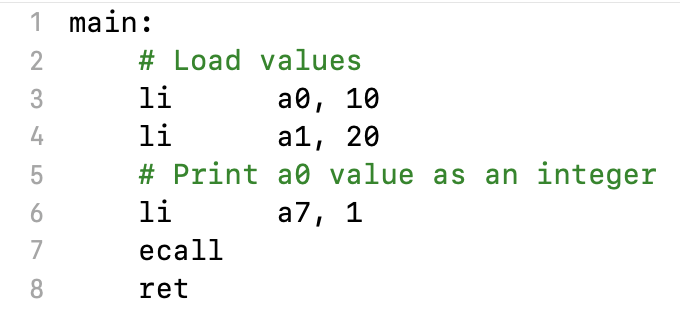 1 main:
2     # Load values
3     li      a0, 10
4     li      a1, 20
5     # Print a0 value as an integer
6     li      a7, 1
7     ecall
8     ret